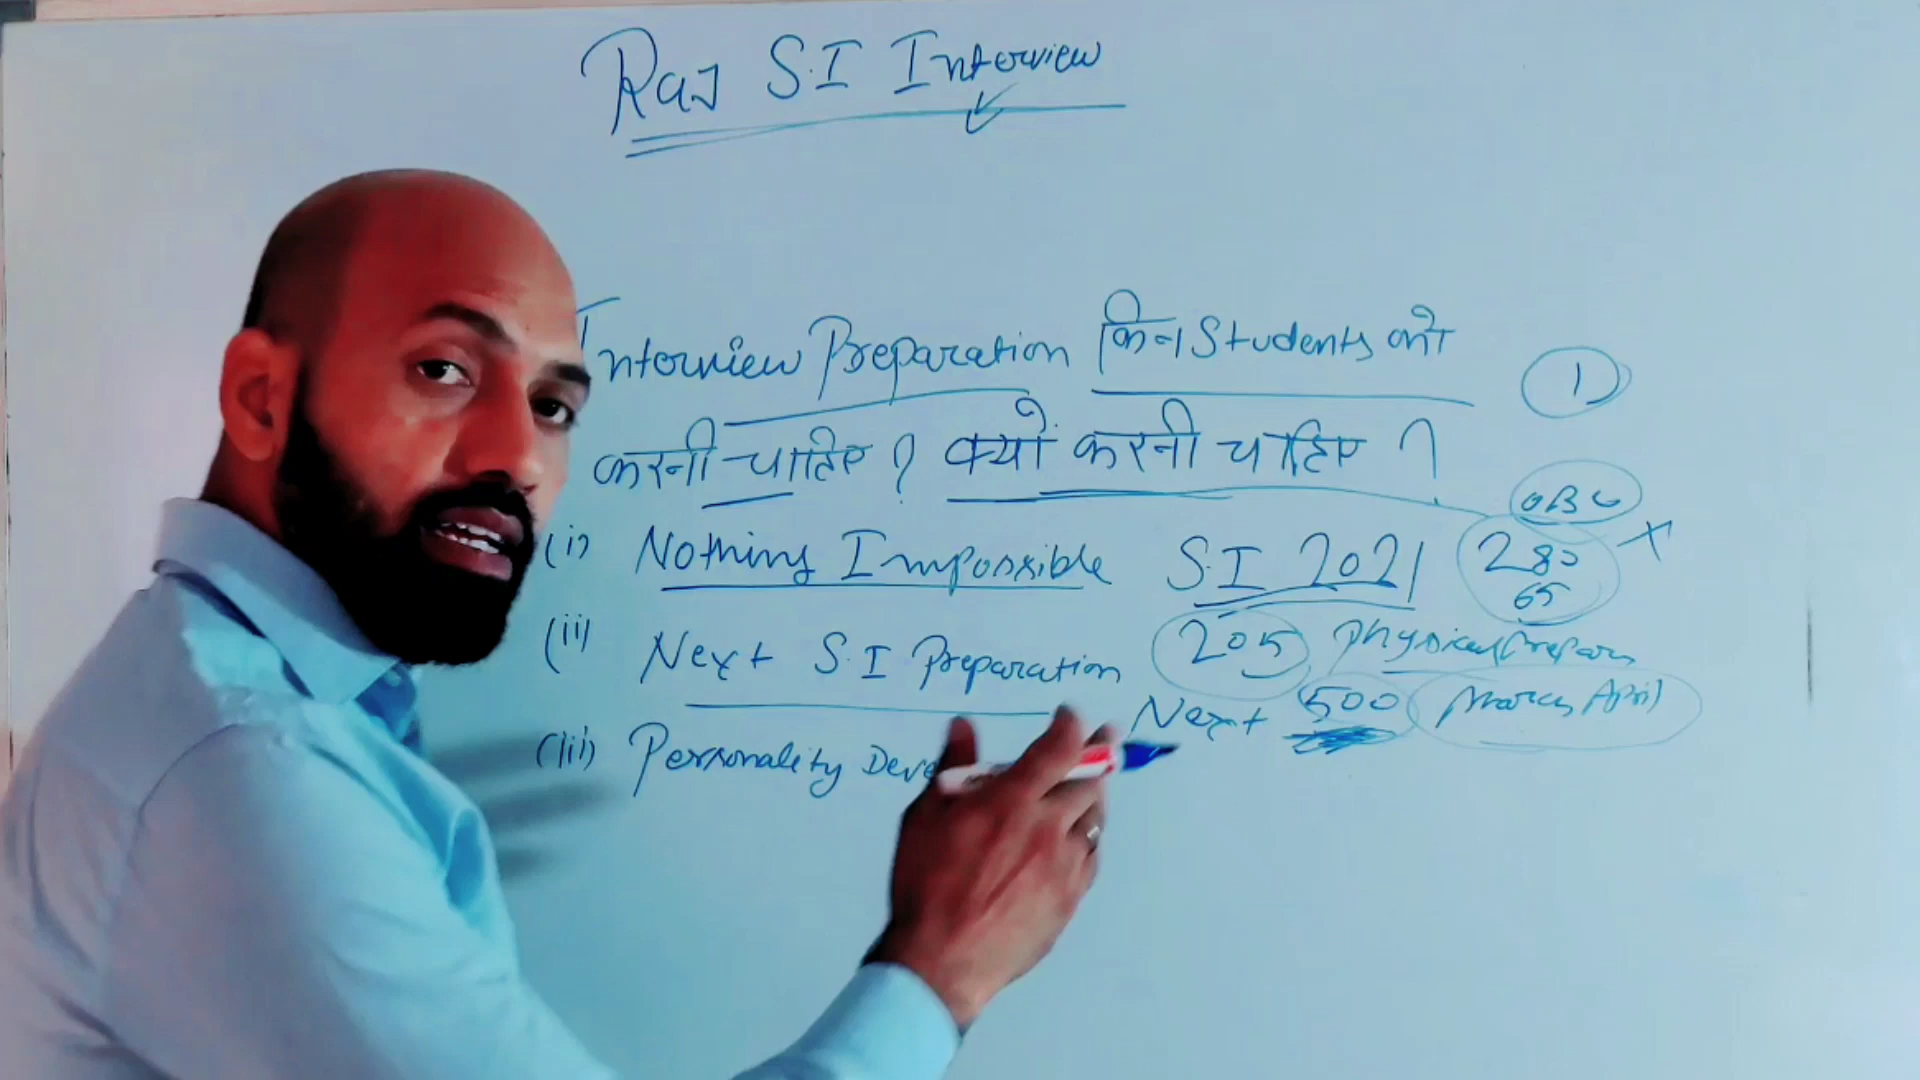 Raj S.I Interview
Interview Preparation किन Students को
1
करनी चाहिए ? क्यों करनी चाहिए ?
OBC
(i) Nothing Impossible S.I 2021 280 X
65
(ii) Next S.I Preparation 205 Physical
Next 500 March April
(iii) Personality Deve